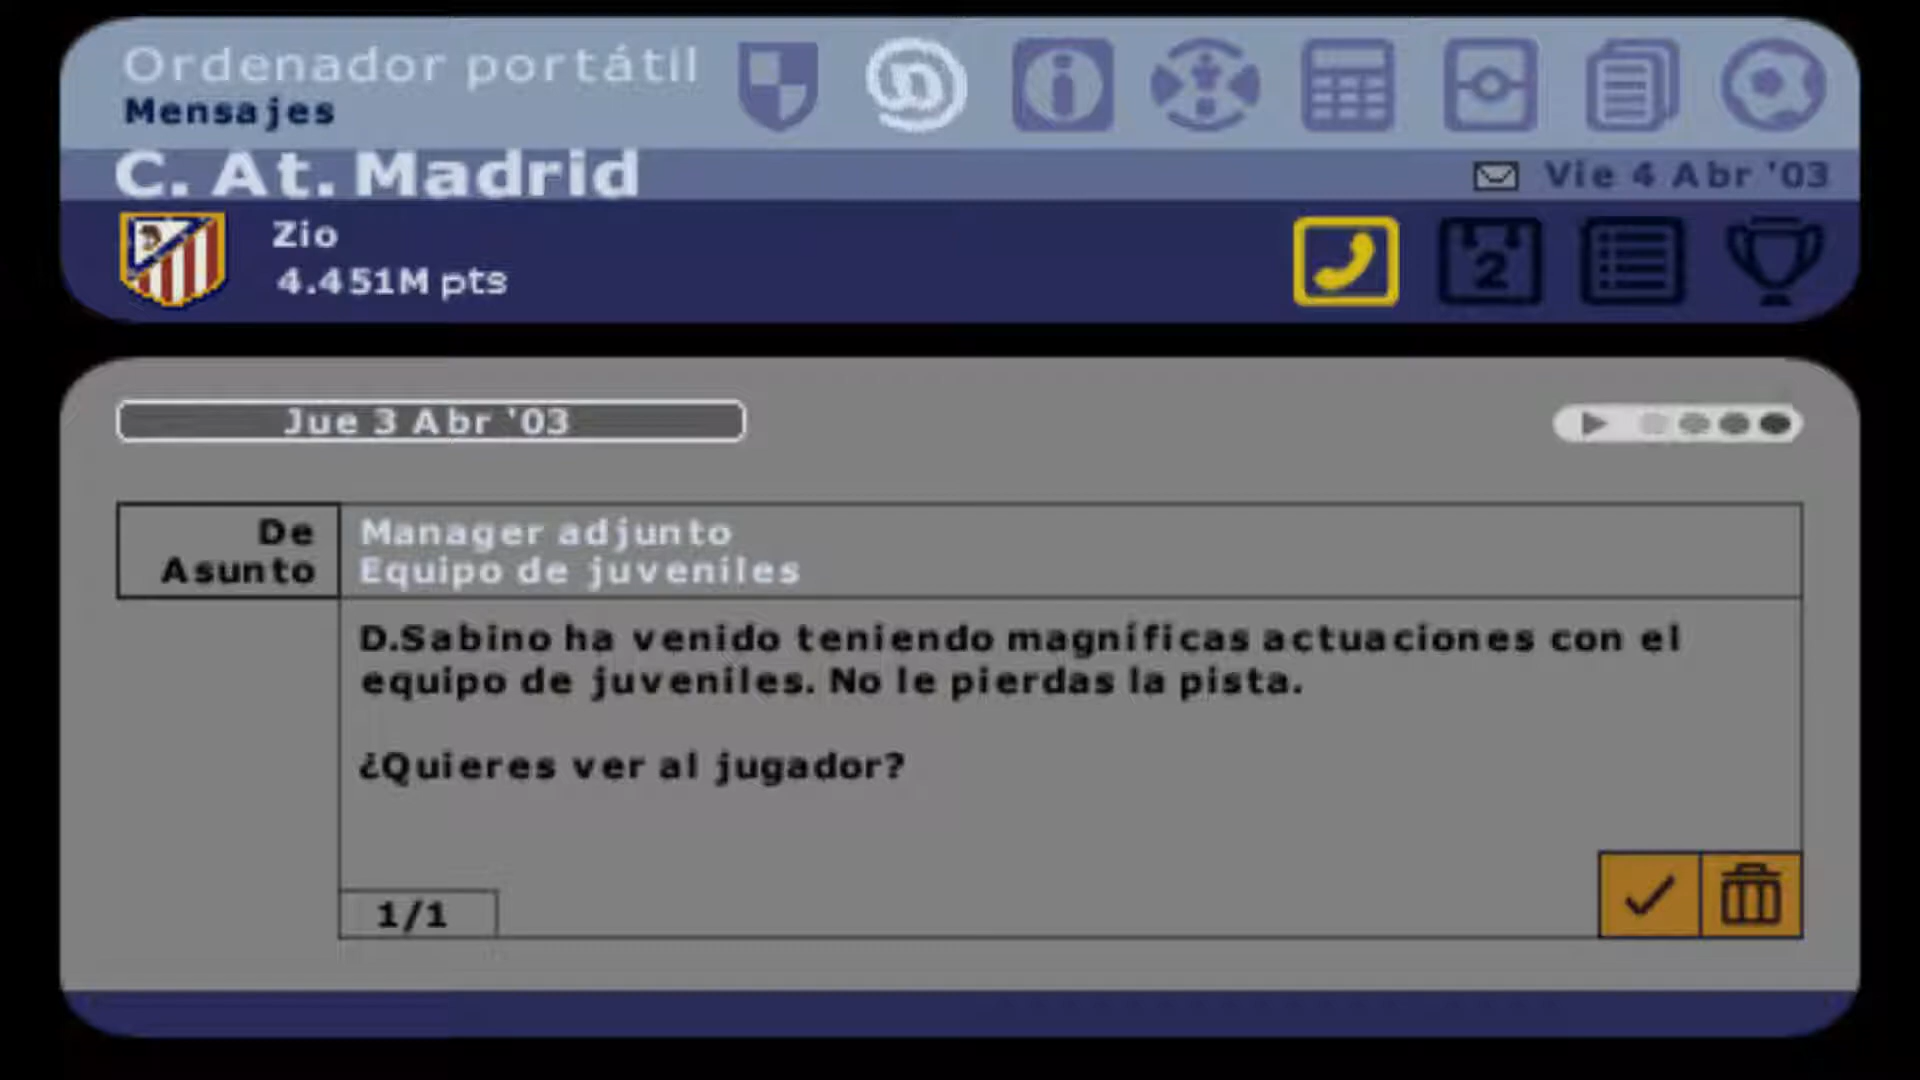 Ordenador portátil
Mensajes
C. At. Madrid
Vie 4 Abr '03
Zio
4.451M pts
2
Jue 3 Abr '03
De Manager adjunto
Asunto Equipo de juveniles
D.Sabino ha venido teniendo magníficas actuaciones con el
equipo de juveniles. No le pierdas la pista.
¿Quieres ver al jugador?
1/1